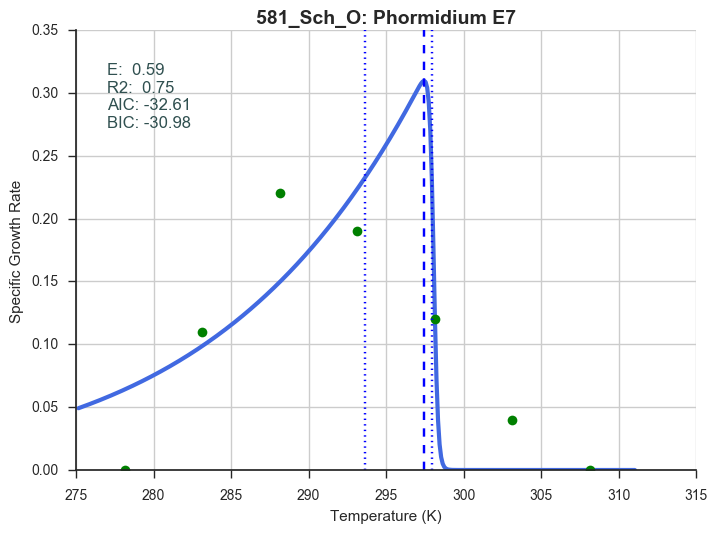 581_Sch_O: Phormidium E7
E: 0.59
R2: 0.75
AIC: -32.61
BIC: -30.98
Specific Growth Rate
0.35
0.30
0.25
0.20
0.15
0.10
0.05
0.00
275 280 285 290 295 300 305 310 315
Temperature (K)